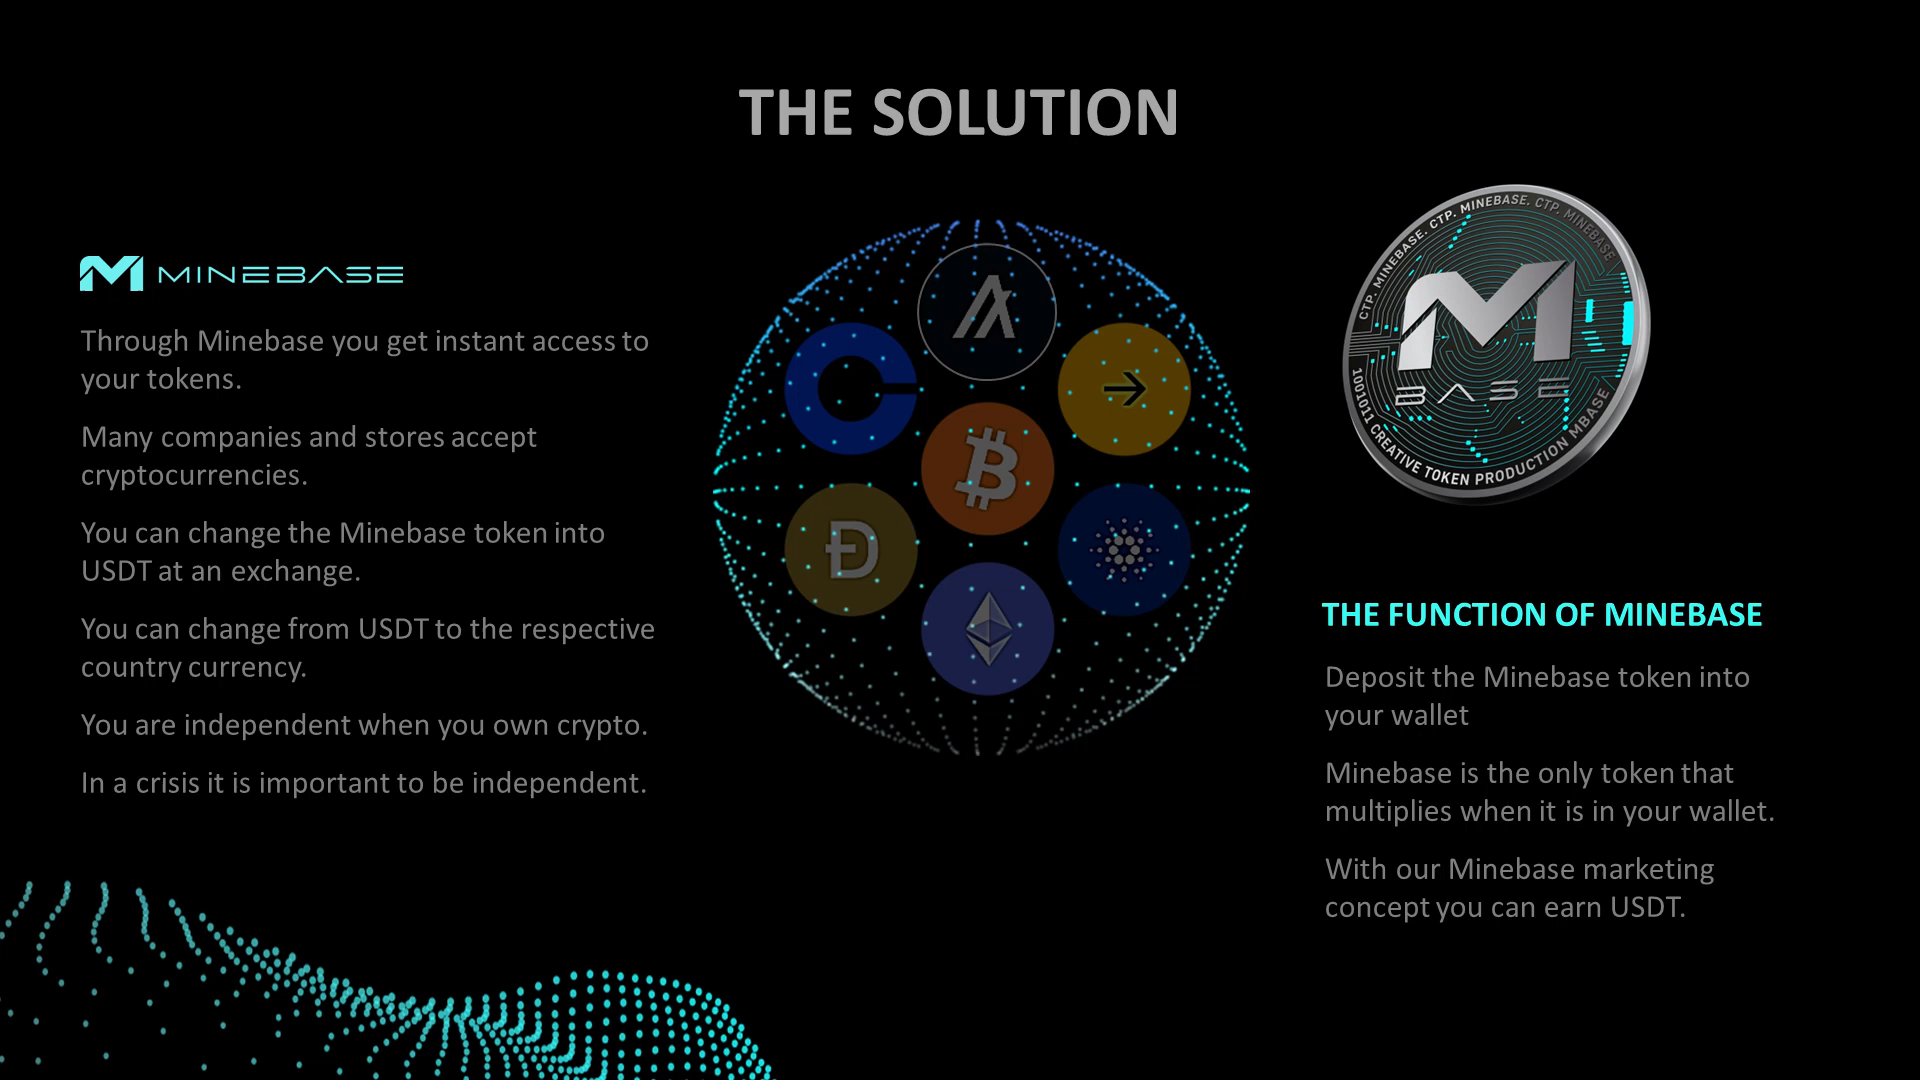 THE SOLUTION
MINEBASE
Through Minebase you get instant access to
your tokens.
Many companies and stores accept
cryptocurrencies.
You can change the Minebase token into
USDT at an exchange.
You can change from USDT to the respective
country currency.
You are independent when you own crypto.
In a crisis it is important to be independent.
CTP. MINEBASE. CTP. MINEBASE. CTP. MINEBASE
M
BASE
1001011 CREATIVE TOKEN PRODUCTION MBASE
THE FUNCTION OF MINEBASE
Deposit the Minebase token into
your wallet
Minebase is the only token that
multiplies when it is in your wallet.
With our Minebase marketing
concept you can earn USDT.